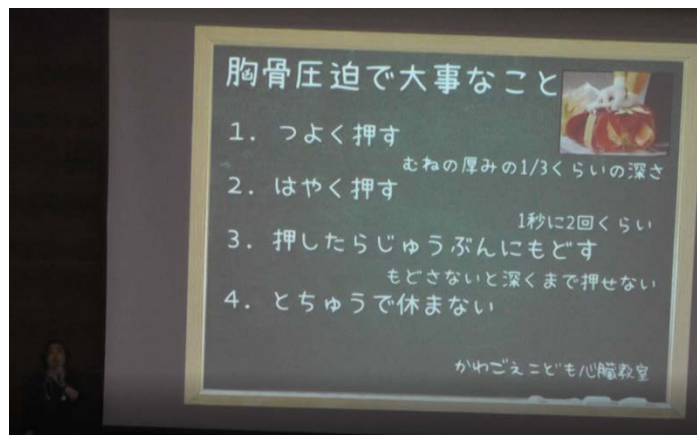 胸骨圧迫で大事なこと
1. つよく押す
むねの厚みの1/3くらいの深さ
2. はやく押す
1秒に2回くらい
3. 押したらじゅうぶんにもどす
もどさないと深くまで押せない
4. とちゅうで休まない
かわごえこども心臓教室